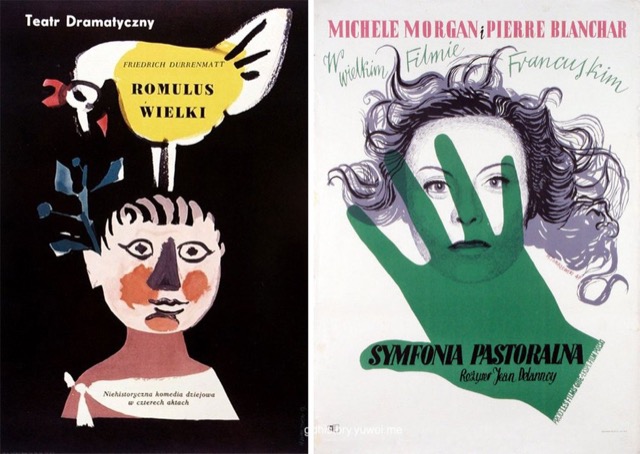 Teatr Dramatyczny
FRIEDRICH DÜRRENMATT
ROMULUS
WIELKI
Niehistoryczna komedia dziejowa
w czterech aktach
MICHELE MORGAN i PIERRE BLANCHAR
W wielkim Filmie Francuskim
SYMFONIA PASTORALNA
Reżyser Jean Delannoy